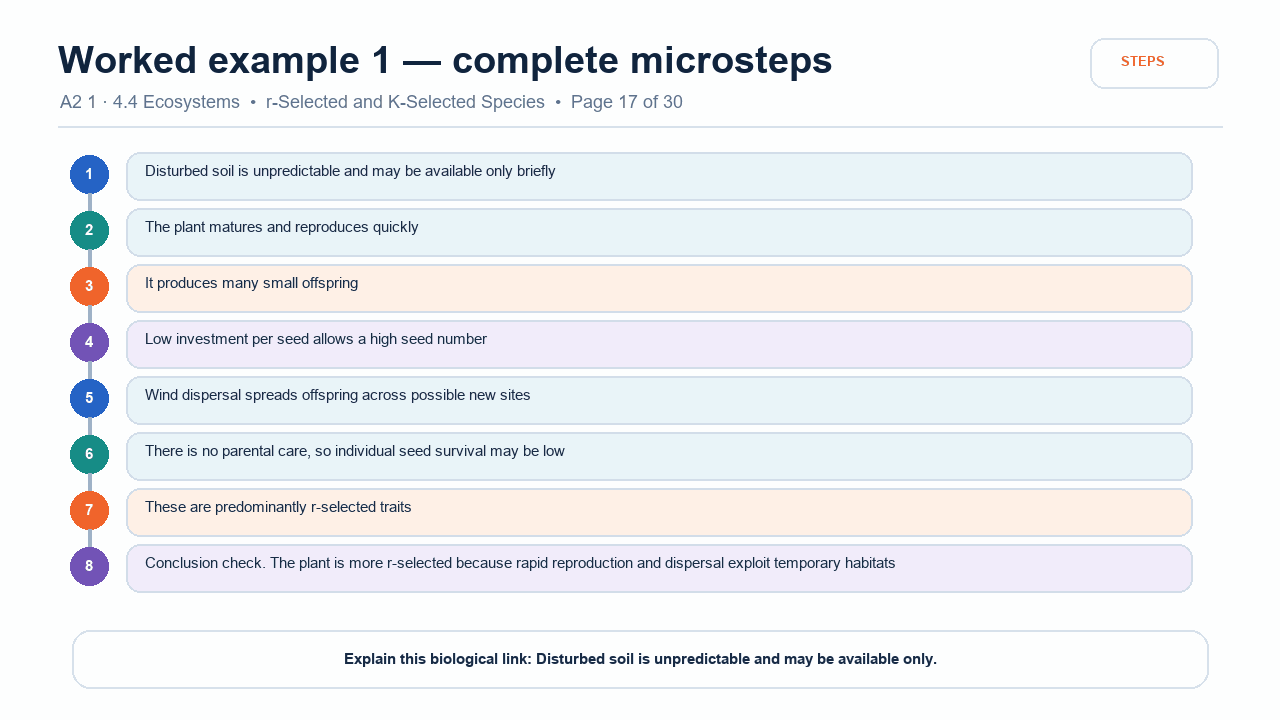 Worked example 1 — complete microsteps
STEPS
A2 1 · 4.4 Ecosystems • r-Selected and K-Selected Species • Page 17 of 30
1
Disturbed soil is unpredictable and may be available only briefly
2
The plant matures and reproduces quickly
3
It produces many small offspring
4
Low investment per seed allows a high seed number
5
Wind dispersal spreads offspring across possible new sites
6
There is no parental care, so individual seed survival may be low
7
These are predominantly r-selected traits
8
Conclusion check. The plant is more r-selected because rapid reproduction and dispersal exploit temporary habitats
Explain this biological link: Disturbed soil is unpredictable and may be available only.